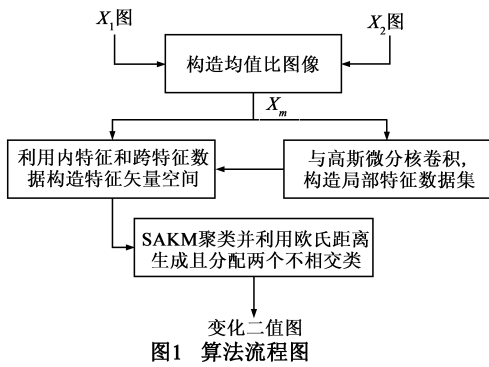 X₁图
X₂图
构造均值比图像
Xₘ
利用内特征和跨特征数
据构造特征矢量空间
与高斯微分核卷积,
构造局部特征数据集
SAKM聚类并利用欧氏距离
生成且分配两个不相交类
变化二值图
图1 算法流程图